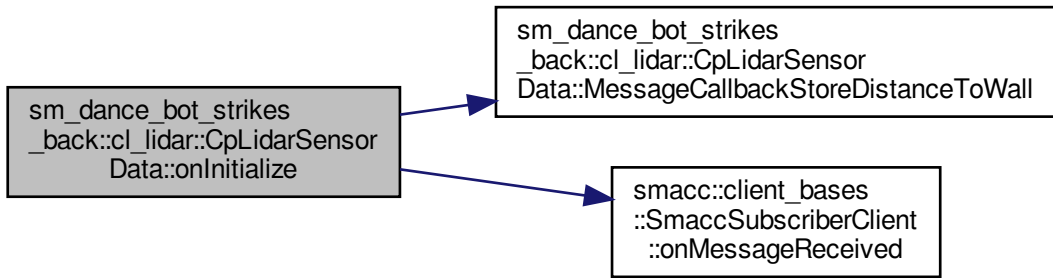 sm_dance_bot_strikes
_back::cl_lidar::CpLidarSensor
Data::onInitialize
sm_dance_bot_strikes
_back::cl_lidar::CpLidarSensor
Data::MessageCallbackStoreDistanceToWall
smacc::client_bases
::SmaccSubscriberClient
::onMessageReceived